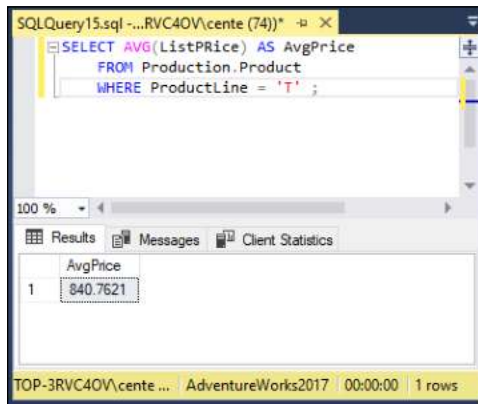 SQLQuery15.sql -...RVC4OV\cente (74))*
SELECT AVG(ListPRice) AS AvgPrice
FROM Production.Product
WHERE ProductLine = 'T' ;
100 %
Results Messages Client Statistics
AvgPrice
1 840.7621
TOP-3RVC4OV\cente ... AdventureWorks2017 00:00:00 1 rows